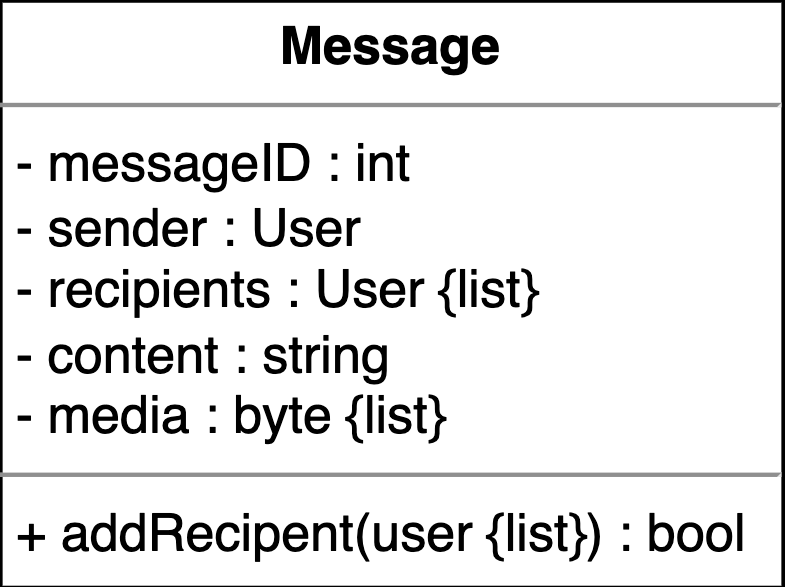 Message
- messageID : int
- sender : User
- recipients : User {list}
- content : string
- media : byte {list}
+ addRecipent(user {list}) : bool